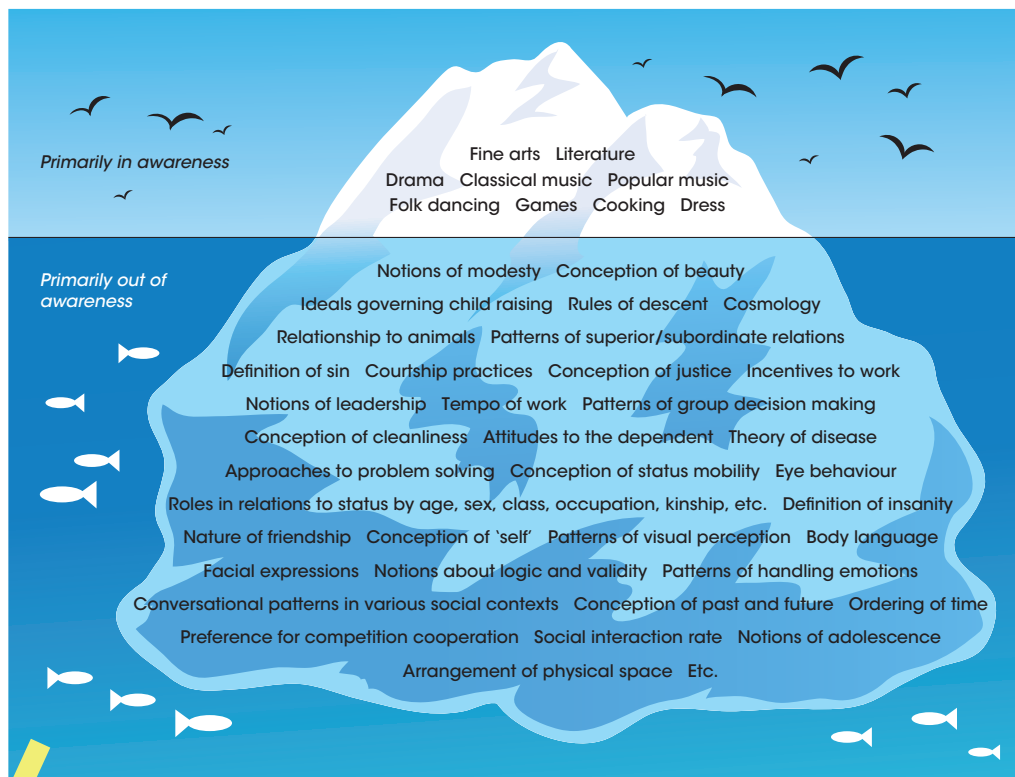 Primarily in awareness
Fine arts Literature
Drama Classical music Popular music
Folk dancing Games Cooking Dress
Primarily out of
awareness
Notions of modesty Conception of beauty
Ideals governing child raising Rules of descent Cosmology
Relationship to animals Patterns of superior/subordinate relations
Definition of sin Courtship practices Conception of justice Incentives to work
Notions of leadership Tempo of work Patterns of group decision making
Conception of cleanliness Attitudes to the dependent Theory of disease
Approaches to problem solving Conception of status mobility Eye behaviour
Roles in relations to status by age, sex, class, occupation, kinship, etc. Definition of insanity
Nature of friendship Conception of ‘self’ Patterns of visual perception Body language
Facial expressions Notions about logic and validity Patterns of handling emotions
Conversational patterns in various social contexts Conception of past and future Ordering of time
Preference for competition cooperation Social interaction rate Notions of adolescence
Arrangement of physical space Etc.